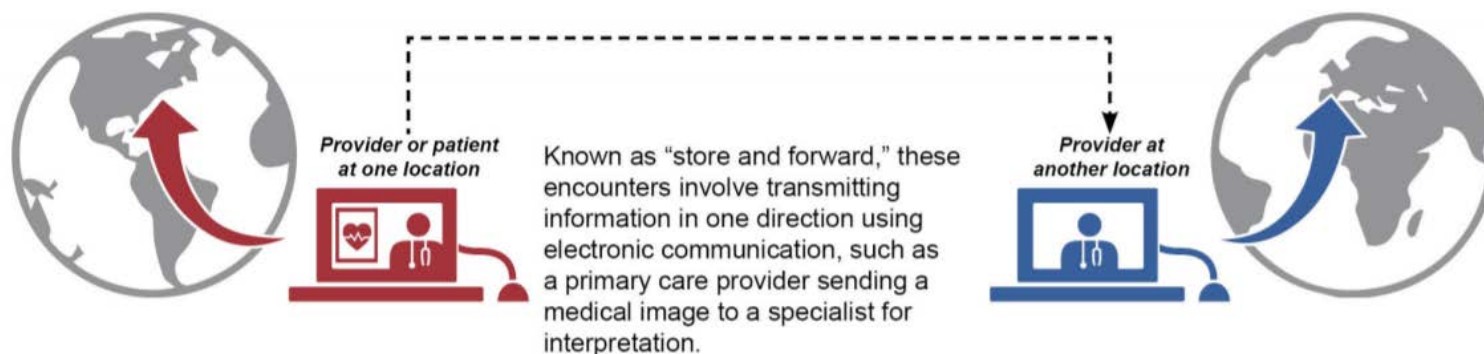 Provider or patient
at one location
Known as “store and forward,” these
encounters involve transmitting
information in one direction using
electronic communication, such as
a primary care provider sending a
medical image to a specialist for
interpretation.
Provider at
another location